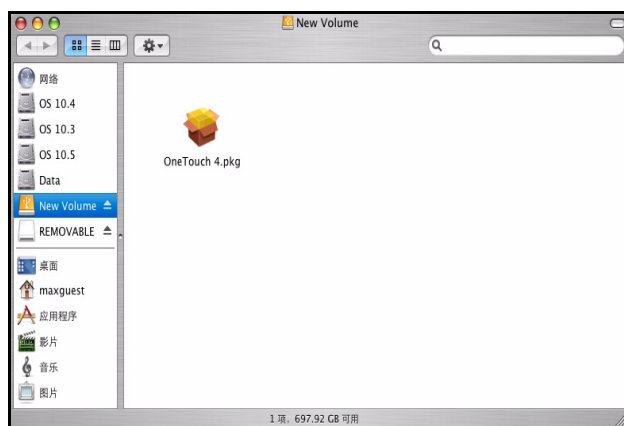 New Volume
网络
OS 10.4
OS 10.3
OS 10.5
Data
New Volume
REMOVABLE
桌面
maxguest
应用程序
影片
音乐
图片
OneTouch 4.pkg
1 项，697.92 GB 可用